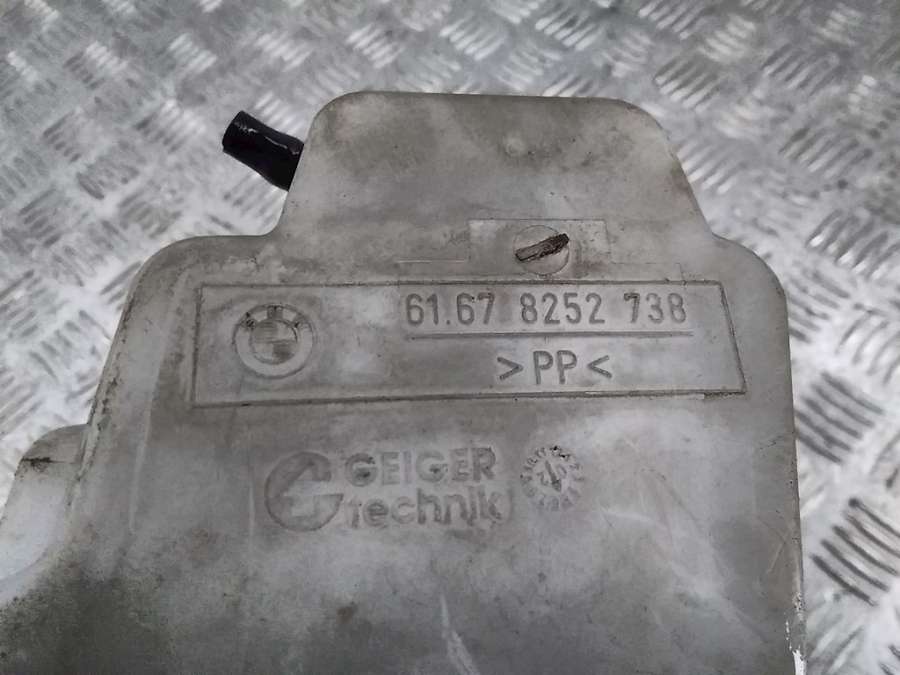 61.67 8252 738
>PP<
GEIGER
technik